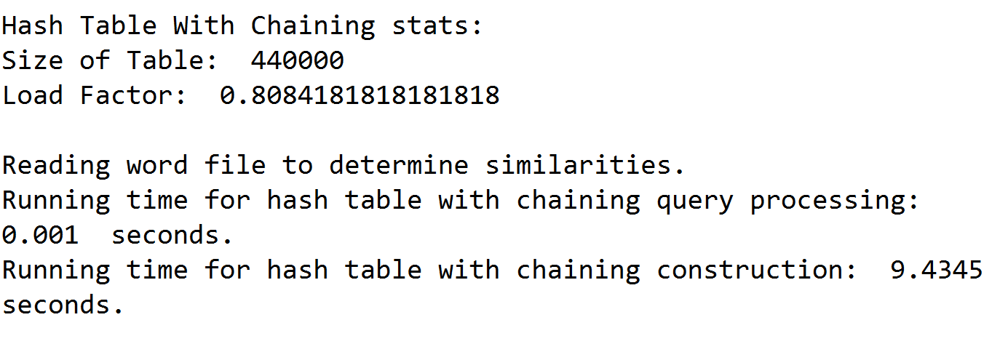 Hash Table With Chaining stats:
Size of Table:  440000
Load Factor:  0.8084181818181818
Reading word file to determine similarities.
Running time for hash table with chaining query processing:
0.001  seconds.
Running time for hash table with chaining construction:  9.4345
seconds.